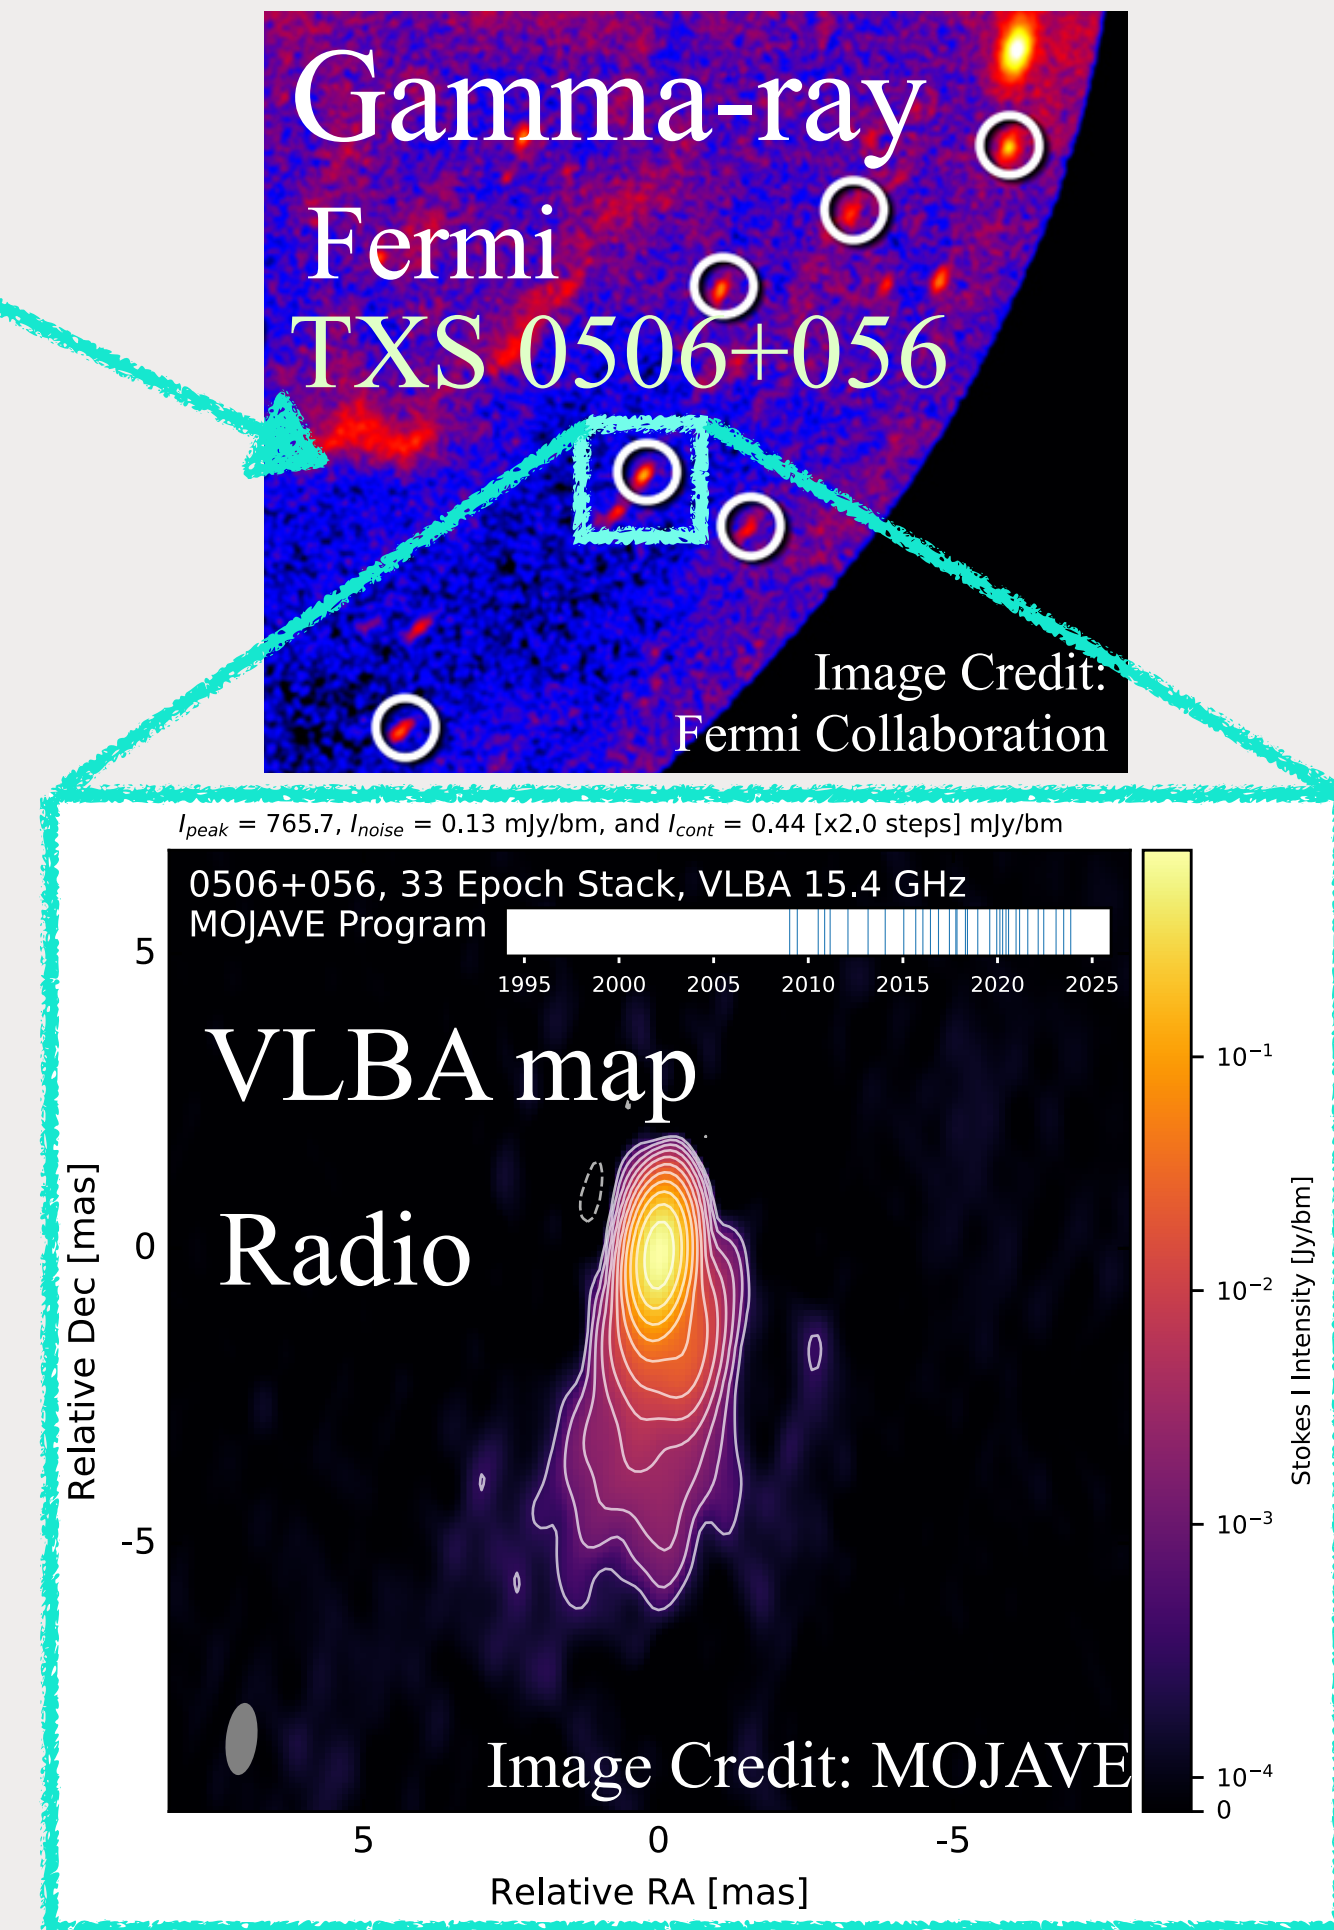 Gamma-ray
Fermi
TXS 0506+056
Image Credit:
Fermi Collaboration
I_peak = 765.7, I_noise = 0.13 mJy/bm, and I_cont = 0.44 [x2.0 steps] mJy/bm
0506+056, 33 Epoch Stack, VLBA 15.4 GHz
MOJAVE Program
1995 2000 2005 2010 2015 2020 2025
VLBA map
Radio
Image Credit: MOJAVE
5
0
-5
Relative Dec [mas]
5 0 -5
Relative RA [mas]
10⁻¹
10⁻²
10⁻³
10⁻⁴
0
Stokes I Intensity [Jy/bm]